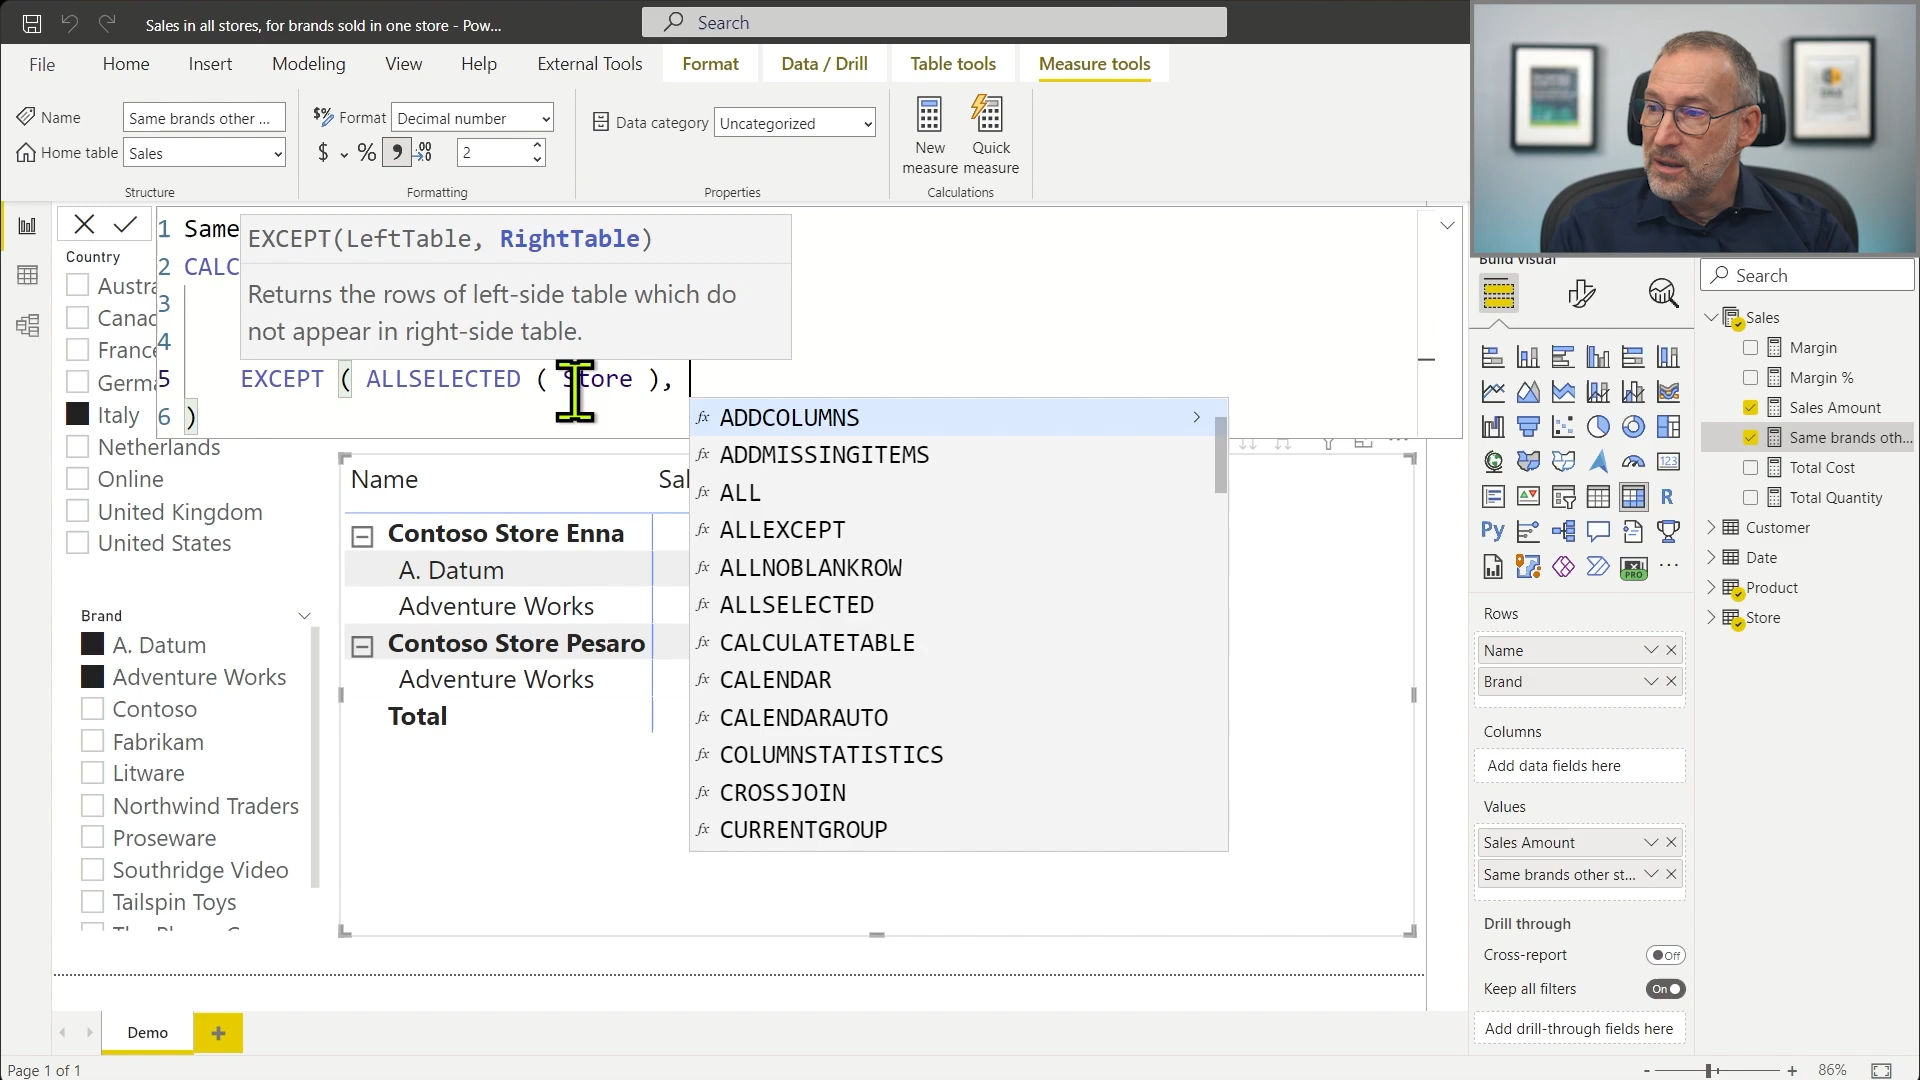 Sales in all stores, for brands sold in one store - Pow...
Search
File
Home
Insert
Modeling
View
Help
External Tools
Format
Data / Drill
Table tools
Measure tools
Name
Same brands other ...
Home table
Sales
Structure
Format
Decimal number
$
%
2
Formatting
Data category
Uncategorized
Properties
New measure
Quick measure
Calculations
1 Same
2 CALC
3
4
5 EXCEPT ( ALLSELECTED ( Store ),
6 )
EXCEPT(LeftTable, RightTable)
Returns the rows of left-side table which do
not appear in right-side table.
ADDCOLUMNS
ADDMISSINGITEMS
ALL
ALLEXCEPT
ALLNOBLANKROW
ALLSELECTED
CALCULATETABLE
CALENDAR
CALENDARAUTO
COLUMNSTATISTICS
CROSSJOIN
CURRENTGROUP
Country
Austra
Canac
France
Germa
Italy
Netherlands
Online
United Kingdom
United States
Brand
A. Datum
Adventure Works
Contoso
Fabrikam
Litware
Northwind Traders
Proseware
Southridge Video
Tailspin Toys
Name
Sal
Contoso Store Enna
A. Datum
Adventure Works
Contoso Store Pesaro
Adventure Works
Total
Build visual
123
R
Py
PRO
Rows
Name
Brand
Columns
Add data fields here
Values
Sales Amount
Same brands other st...
Drill through
Cross-report
Off
Keep all filters
On
Add drill-through fields here
Search
Sales
Margin
Margin %
Sales Amount
Same brands oth...
Total Cost
Total Quantity
Customer
Date
Product
Store
Demo
Page 1 of 1
86%